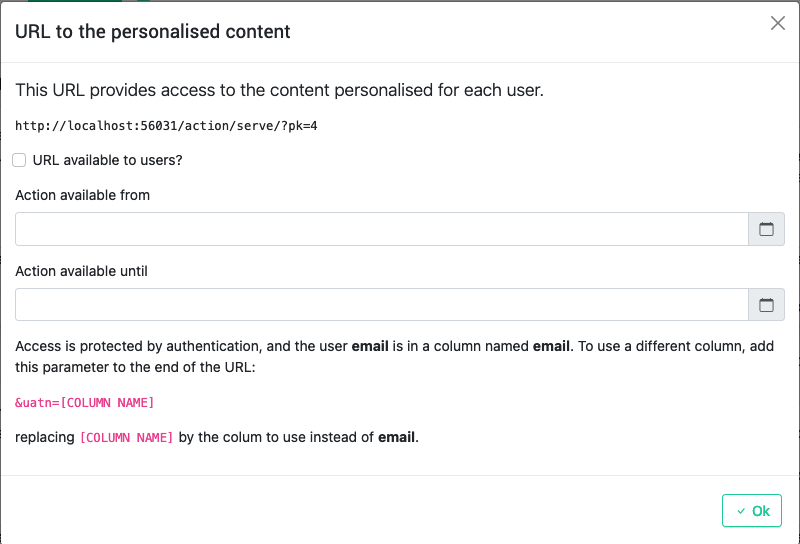 URL to the personalised content
This URL provides access to the content personalised for each user.
http://localhost:56031/action/serve/?pk=4
URL available to users?
Action available from
Action available until
Access is protected by authentication, and the user email is in a column named email. To use a different column, add
this parameter to the end of the URL:
&uatn=[COLUMN NAME]
replacing [COLUMN NAME] by the colum to use instead of email.
Ok